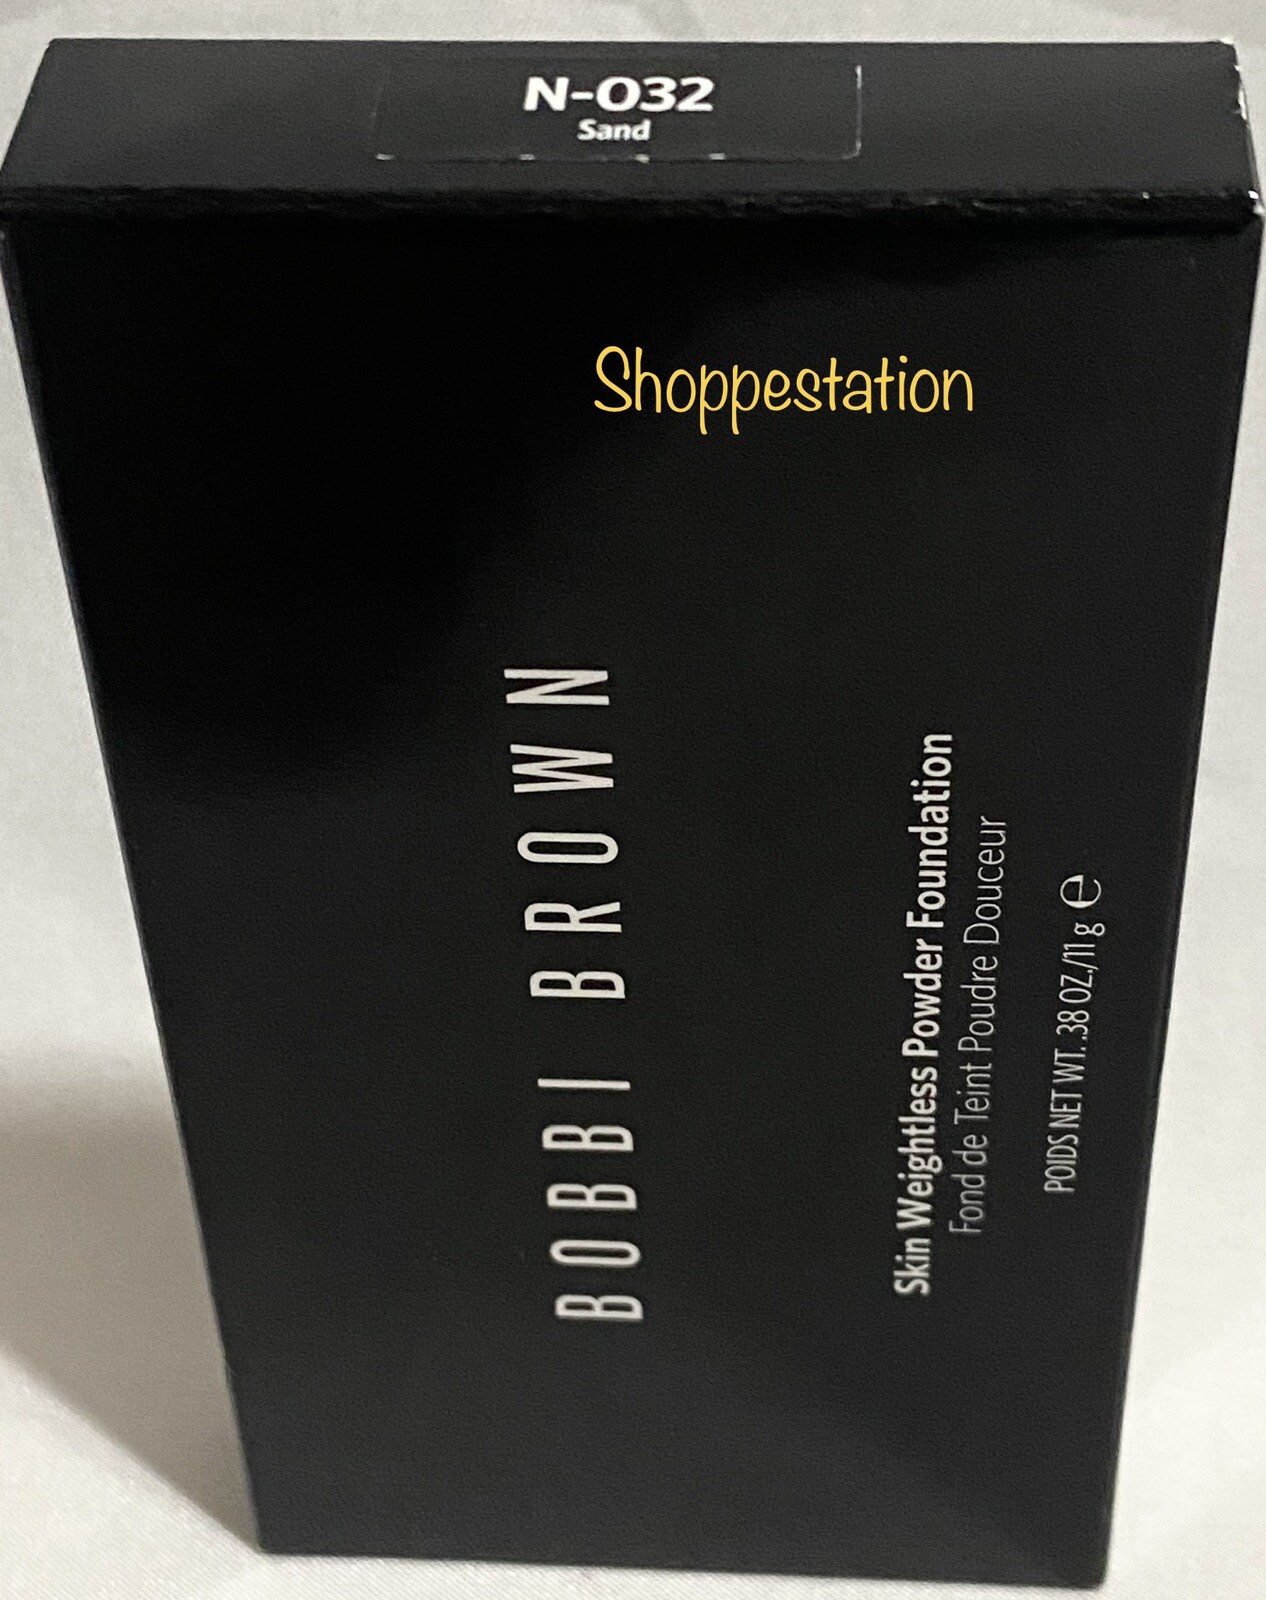 N-032
Sand
Shoppestation
BOBBI BROWN
Skin Weightless Powder Foundation
Fond de Teint Poudre Douceur
POIDS NET WT. .38 OZ./11 g ℮